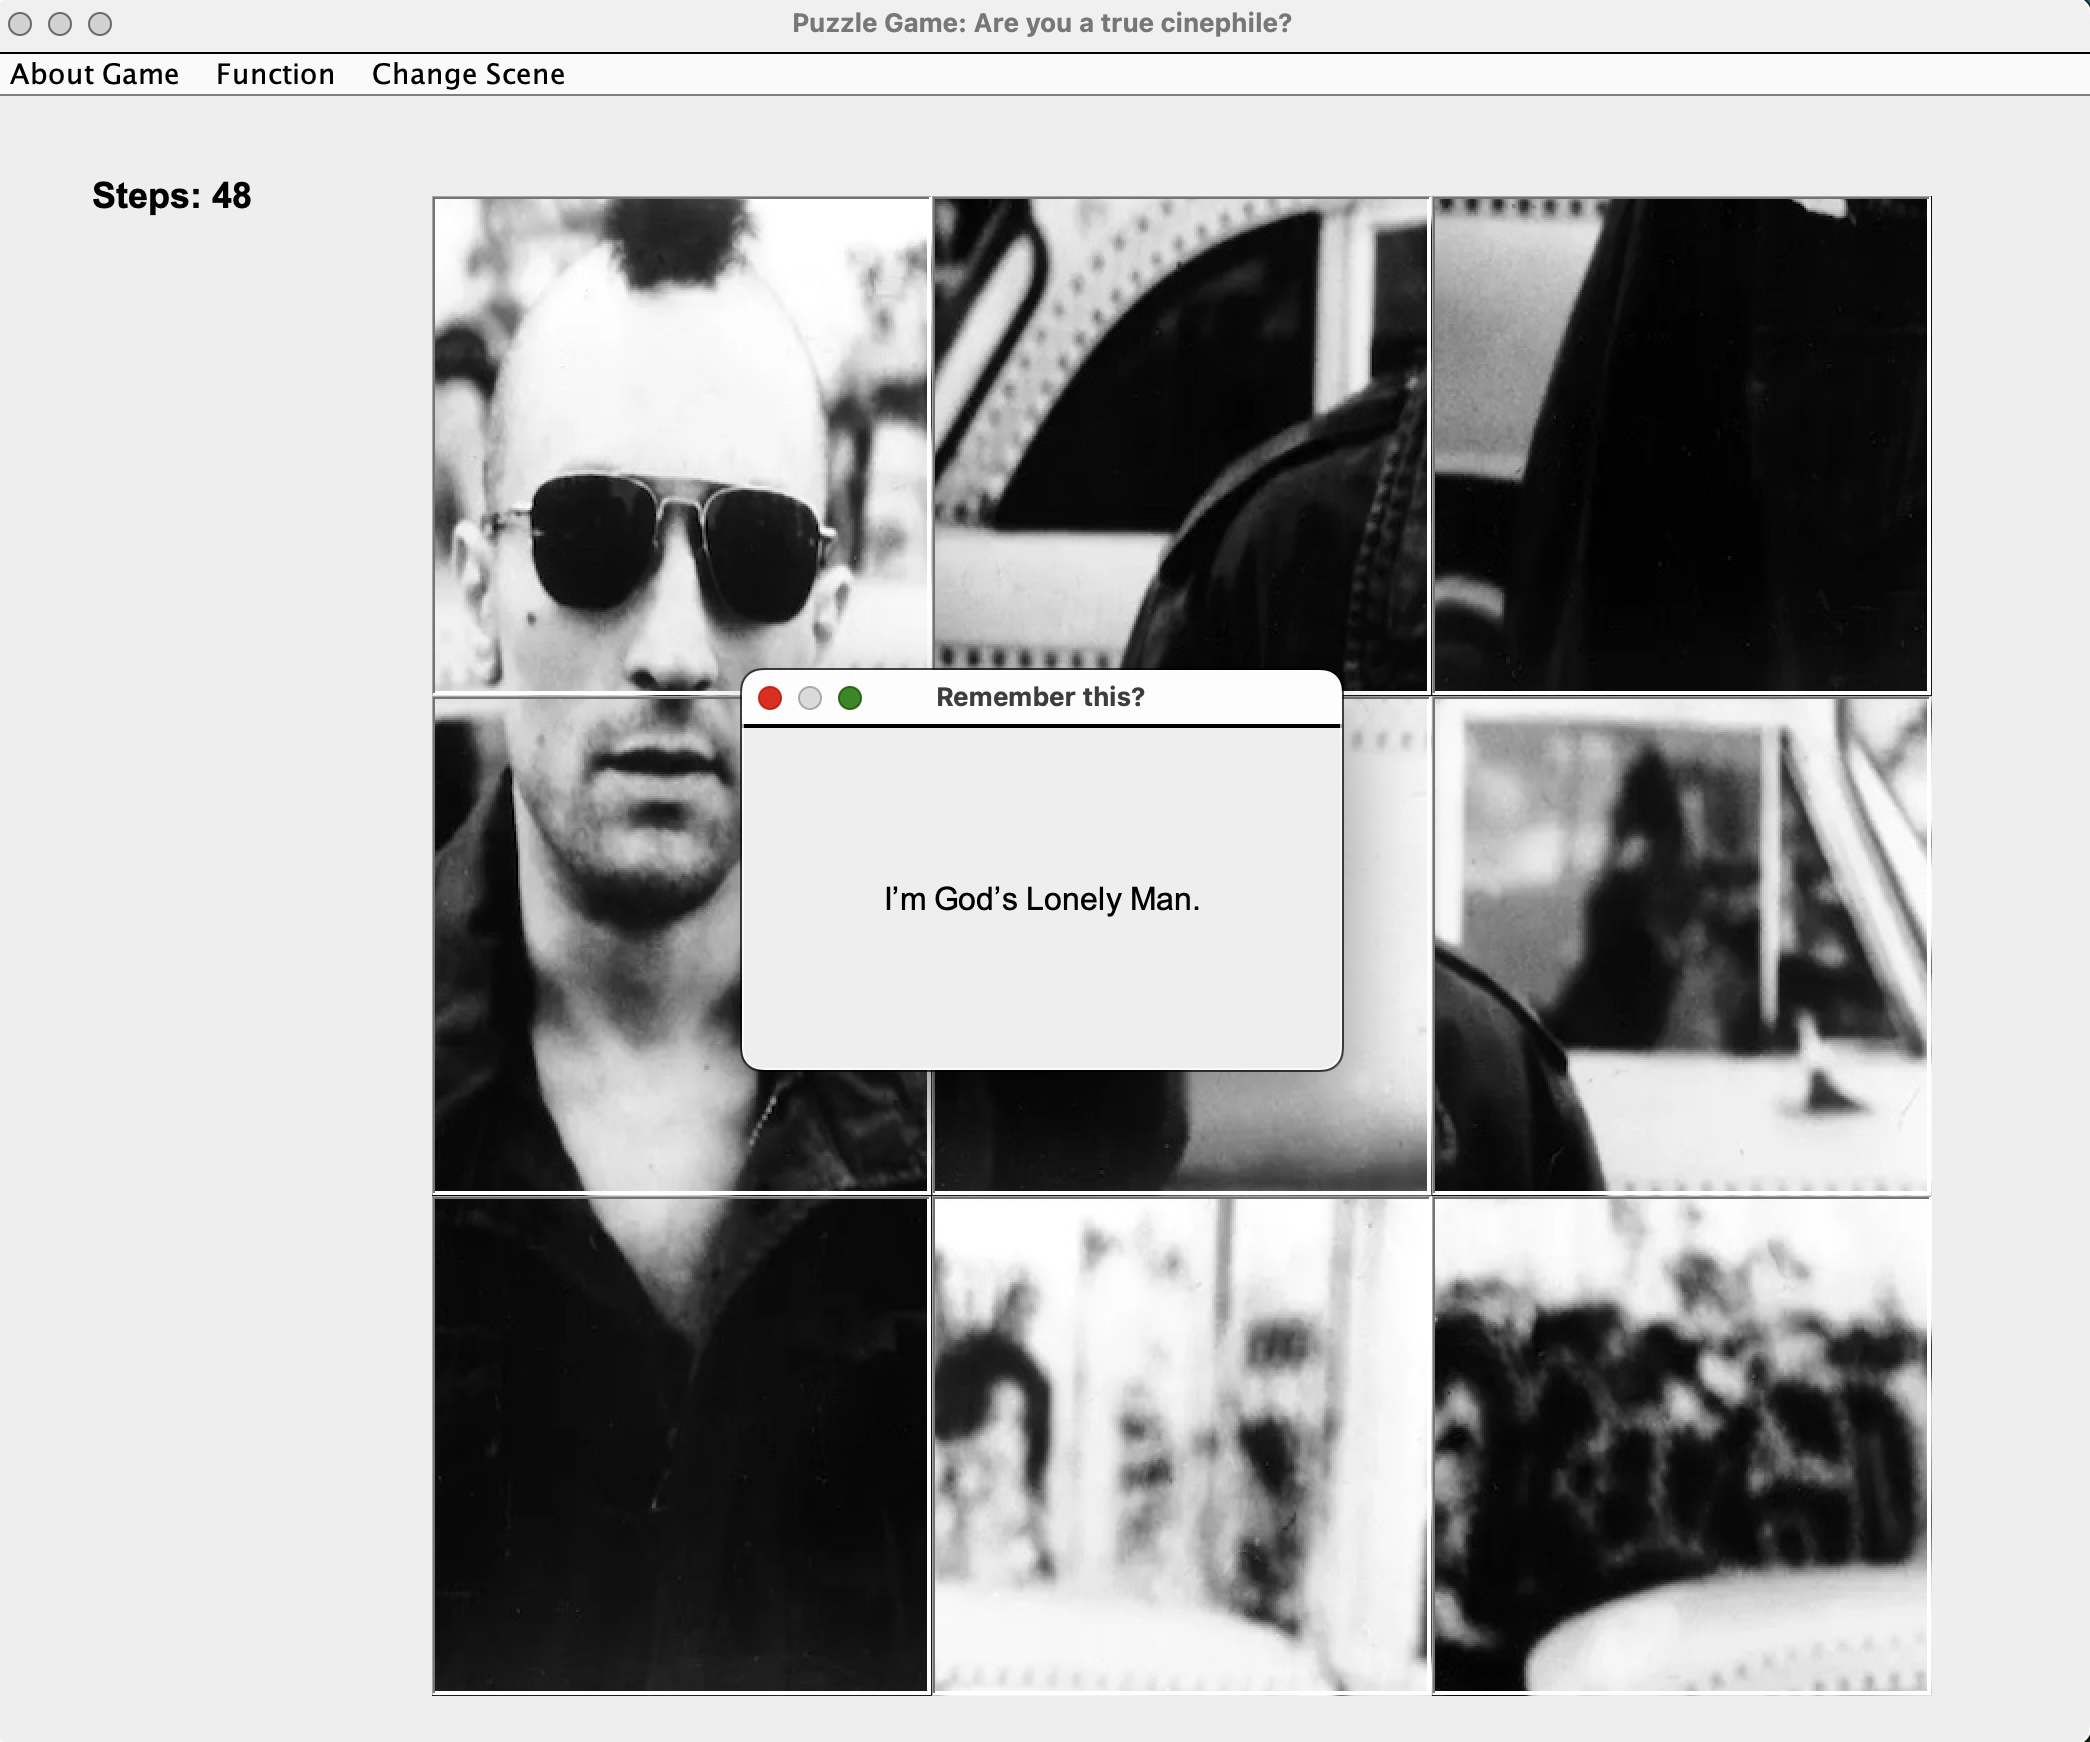 Puzzle Game: Are you a true cinephile?
About Game Function Change Scene
Steps: 48
Remember this?
I’m God’s Lonely Man.